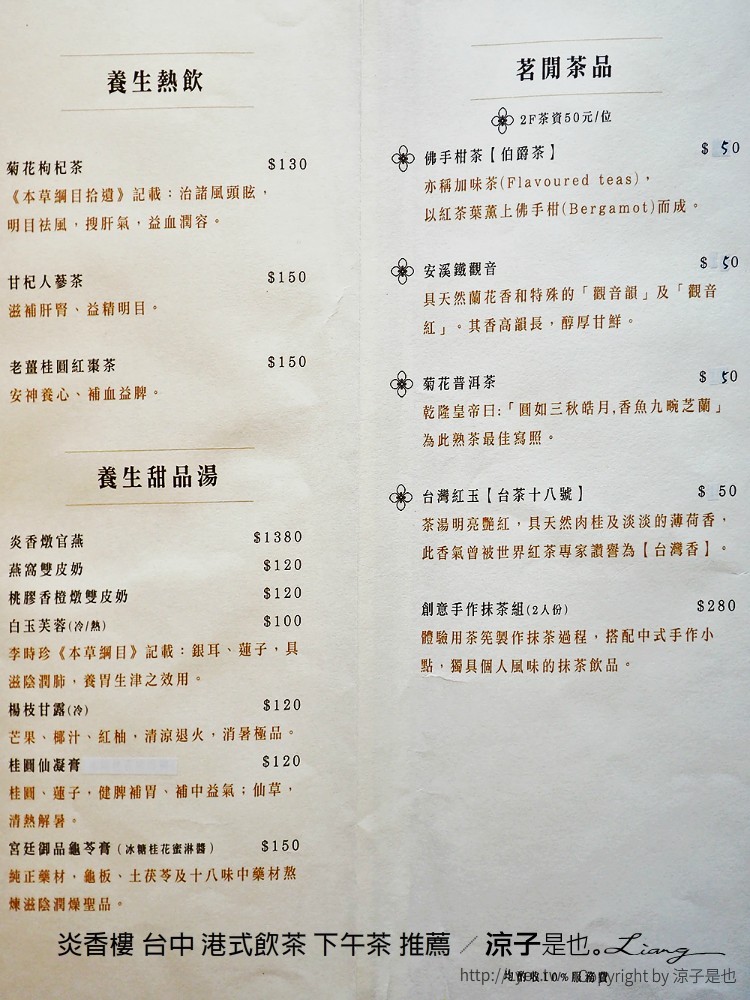 養生熱飲
菊花枸杞茶 $130
《本草綱目拾遺》記載：治諸風頭眩，
明目祛風，搜肝氣，益血潤容。
甘杞人蔘茶 $150
滋補肝腎、益精明目。
老薑桂圓紅棗茶 $150
安神養心、補血益脾。
養生甜品湯
炎香燉官燕 $1380
燕窩雙皮奶 $120
桃膠香橙燉雙皮奶 $120
白玉芙蓉(冷/熱) $100
李時珍《本草綱目》記載：銀耳、蓮子，具
滋陰潤肺，養胃生津之效用。
楊枝甘露(冷) $120
芒果、椰汁、紅柚，清涼退火，消暑極品。
桂圓仙凝膏 $120
桂圓、蓮子，健脾補胃、補中益氣；仙草，
清熱解暑。
宮廷御品龜苓膏（冰糖桂花蜜淋醬） $150
純正藥材，龜板、土茯苓及十八味中藥材熬
煉滋陰潤燥聖品。
茗閒茶品
2F茶資50元/位
佛手柑茶【伯爵茶】 $ 50
亦稱加味茶(Flavoured teas)，
以紅茶葉薰上佛手柑(Bergamot)而成。
安溪鐵觀音 $ 50
具天然蘭花香和特殊的「觀音韻」及「觀音
紅」。其香高韻長，醇厚甘鮮。
菊花普洱茶 $ 50
乾隆皇帝曰:「圓如三秋皓月,香魚九畹芝蘭」
為此熟茶最佳寫照。
台灣紅玉【台茶十八號】 $ 50
茶湯明亮艷紅，具天然肉桂及淡淡的薄荷香，
此香氣曾被世界紅茶專家讚譽為【台灣香】。
創意手作抹茶組(2人份) $280
體驗用茶筅製作抹茶過程，搭配中式手作小
點，獨具個人風味的抹茶飲品。
炎香樓 台中 港式飲茶 下午茶 推薦 ／ 涼子是也。Liang
均酌收10%服務費
Copyright by 涼子是也